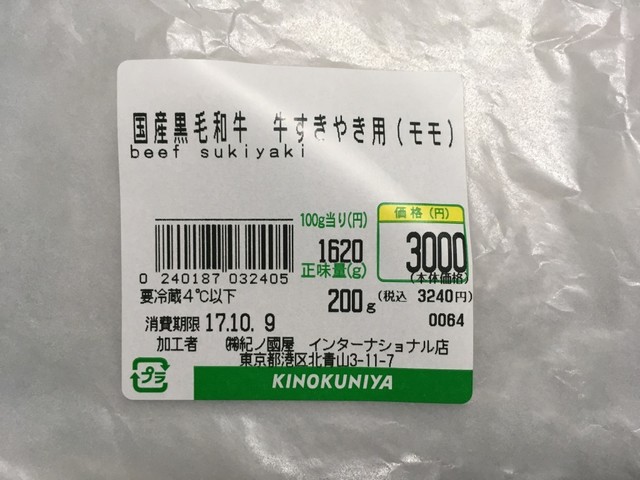 国産黒毛和牛 牛すきやき用(モモ)
beef sukiyaki
100g当り(円)
1620
価格(円)
3000
(本体価格)
(税込 3240円)
正味量(g)
200g
0 240187 032405
要冷蔵4℃以下
消費期限 17.10. 9
0064
加工者 ㈱紀ノ國屋 インターナショナル店
東京都港区北青山3-11-7
プラ
KINOKUNIYA